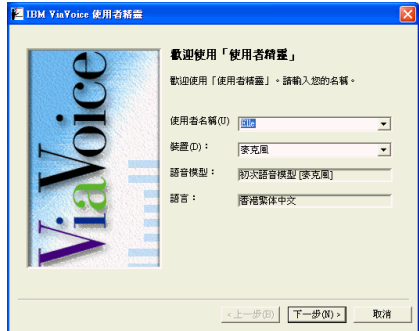 IBM ViaVoice 使用者精靈
ViaVoice
歡迎使用「使用者精靈」
歡迎使用「使用者精靈」。請輸入您的名稱。
使用者名稱(U) Elle
裝置(D)： 麥克風
語音模型： 初次語音模型 [麥克風]
語言： 香港繁体中文
<上一步(B) 下一步(N) > 取消